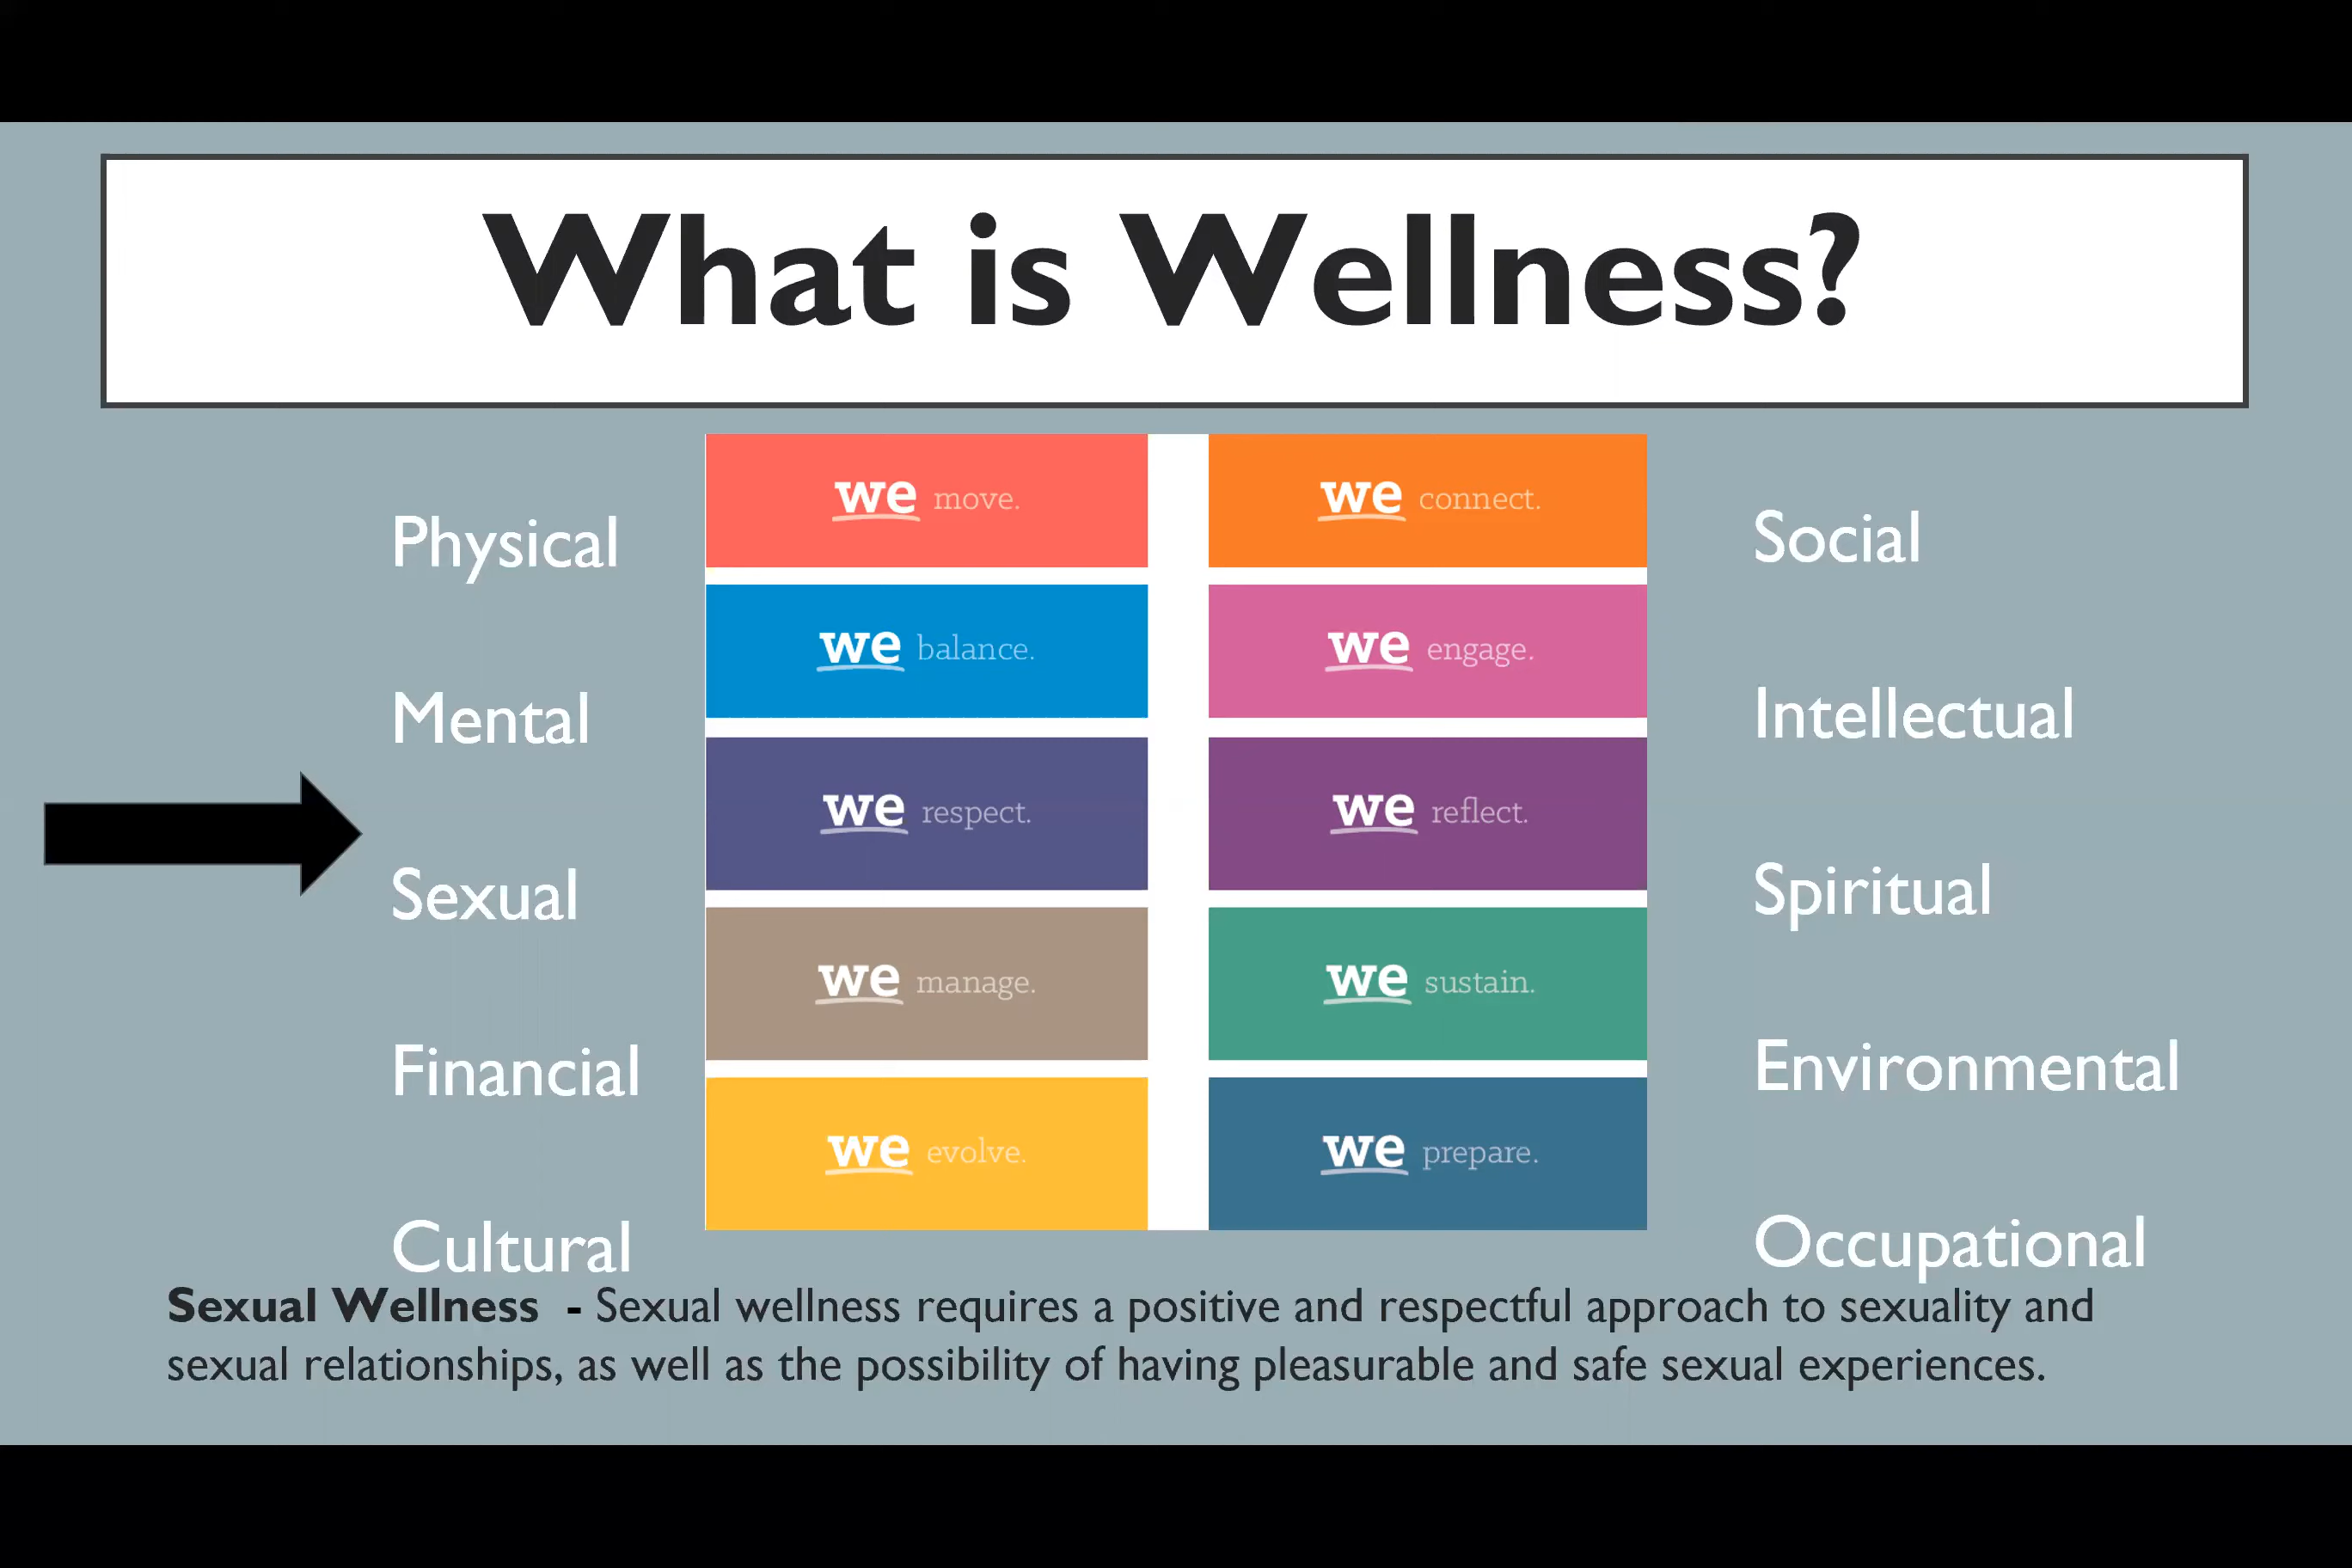 What is Wellness?
Physical
we move.
we connect.
Social
Mental
we balance.
we engage.
Intellectual
Sexual
we respect.
we reflect.
Spiritual
Financial
we manage.
we sustain.
Environmental
Cultural
we evolve.
we prepare.
Occupational
Sexual Wellness - Sexual wellness requires a positive and respectful approach to sexuality and
sexual relationships, as well as the possibility of having pleasurable and safe sexual experiences.